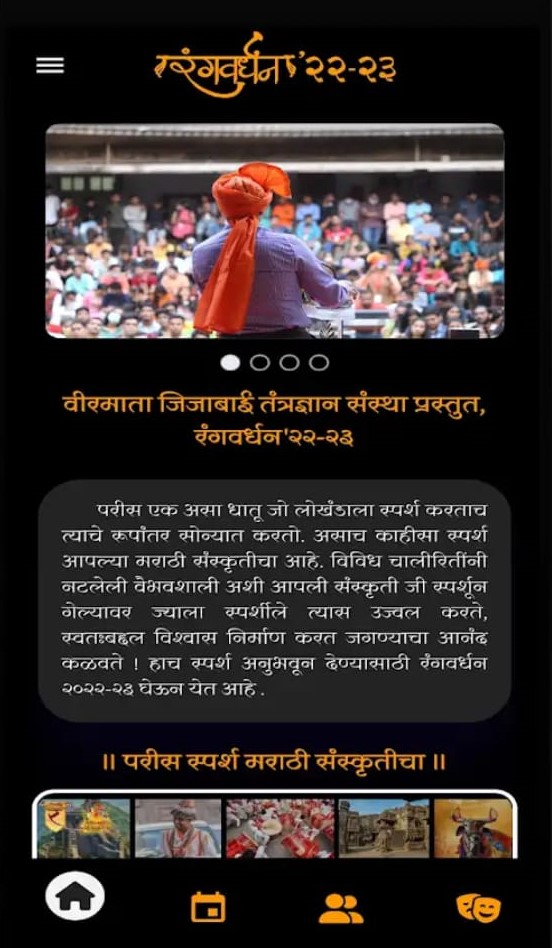 रंगवर्धन'२२-२३
वीरमाता जिजाबाई तंत्रज्ञान संस्था प्रस्तुत,
रंगवर्धन'२२-२३
परीस एक असा धातू जो लोखंडाला स्पर्श करताच
त्याचे रूपांतर सोन्यात करतो. असाच काहीसा स्पर्श
आपल्या मराठी संस्कृतीचा आहे. विविध चालीरितींनी
नटलेली वैभवशाली अशी आपली संस्कृती जी स्पर्शून
गेल्यावर ज्याला स्पर्शीले त्यास उज्वल करते,
स्वतःबद्दल विश्वास निर्माण करत जगण्याचा आनंद
कळवते ! हाच स्पर्श अनुभवून देण्यासाठी रंगवर्धन
२०२२-२३ घेऊन येत आहे .
॥ परीस स्पर्श मराठी संस्कृतीचा ॥